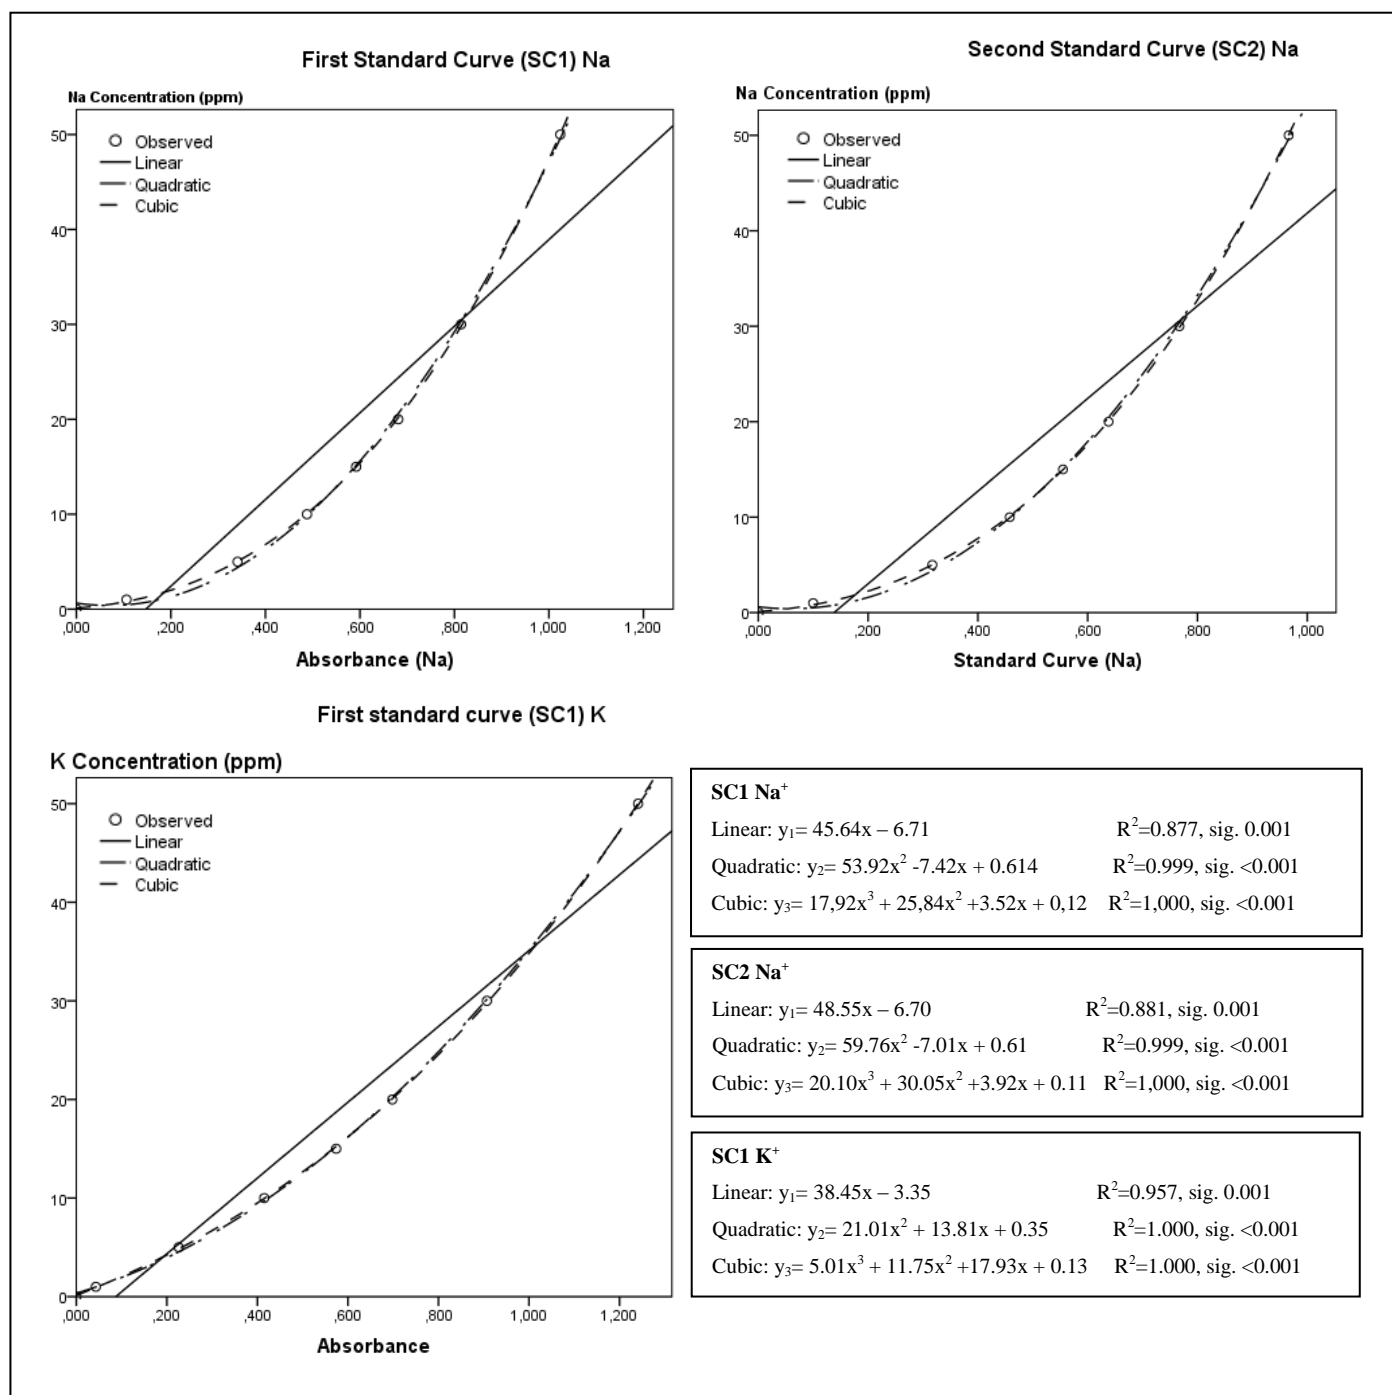 First Standard Curve (SC1) Na
Na Concentration (ppm)
50
40
30
20
10
0
Observed
Linear
Quadratic
Cubic
,000 ,200 ,400 ,600 ,800 1,000 1,200
Absorbance (Na)
Second Standard Curve (SC2) Na
Na Concentration (ppm)
50
40
30
20
10
0
Observed
Linear
Quadratic
Cubic
,000 ,200 ,400 ,600 ,800 1,000
Standard Curve (Na)
First standard curve (SC1) K
K Concentration (ppm)
50
40
30
20
10
0
Observed
Linear
Quadratic
Cubic
,000 ,200 ,400 ,600 ,800 1,000 1,200
Absorbance
SC1 Na⁺
Linear: y₁= 45.64x – 6.71 R²=0.877, sig. 0.001
Quadratic: y₂= 53.92x² -7.42x + 0.614 R²=0.999, sig. <0.001
Cubic: y₃= 17,92x³ + 25,84x² +3.52x + 0,12 R²=1,000, sig. <0.001
SC2 Na⁺
Linear: y₁= 48.55x – 6.70 R²=0.881, sig. 0.001
Quadratic: y₂= 59.76x² -7.01x + 0.61 R²=0.999, sig. <0.001
Cubic: y₃= 20.10x³ + 30.05x² +3.92x + 0.11 R²=1,000, sig. <0.001
SC1 K⁺
Linear: y₁= 38.45x – 3.35 R²=0.957, sig. 0.001
Quadratic: y₂= 21.01x² + 13.81x + 0.35 R²=1.000, sig. <0.001
Cubic: y₃= 5.01x³ + 11.75x² +17.93x + 0.13 R²=1.000, sig. <0.001